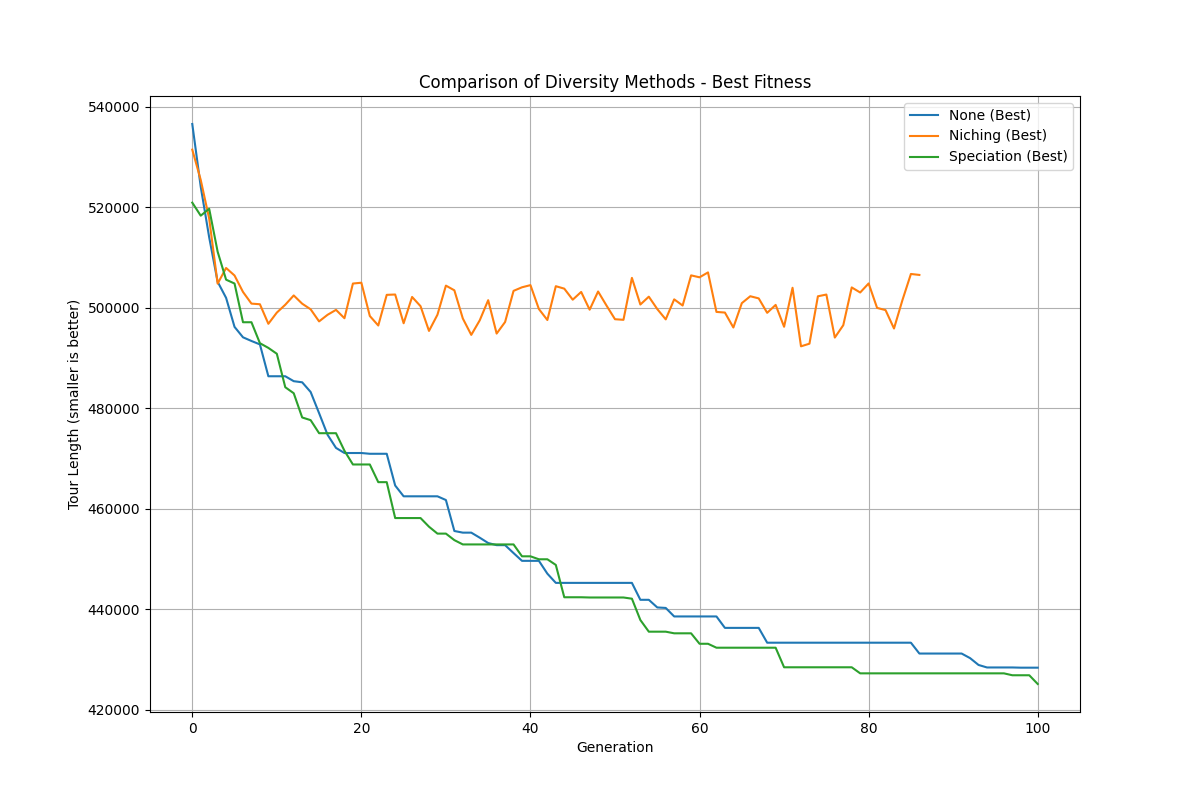 Comparison of Diversity Methods - Best Fitness
540000
520000
500000
480000
460000
440000
420000
Tour Length (smaller is better)
None (Best)
Niching (Best)
Speciation (Best)
0 20 40 60 80 100
Generation